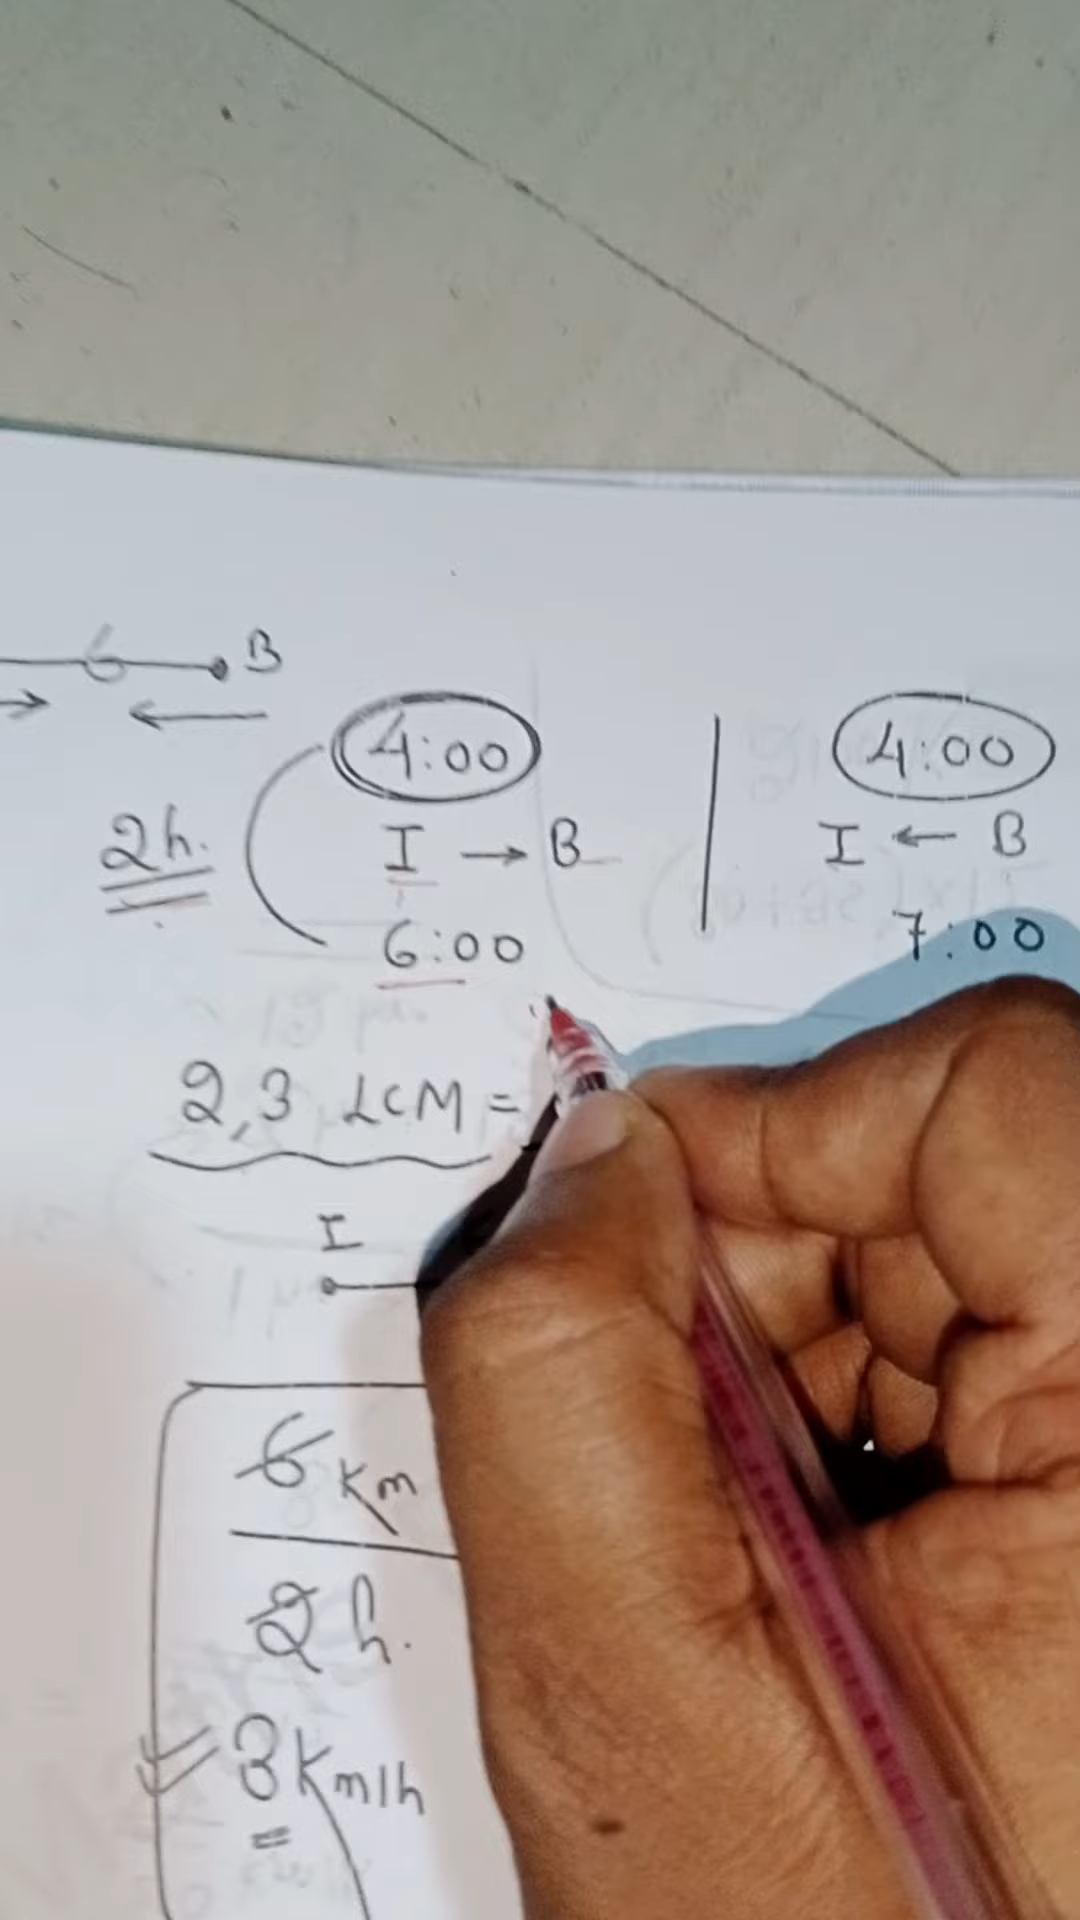 6 B
4:00 4:00
2h. I → B I ← B
6:00 7:00
2,3 LCM =
I
6 Km
2 h.
3 Km/h
=